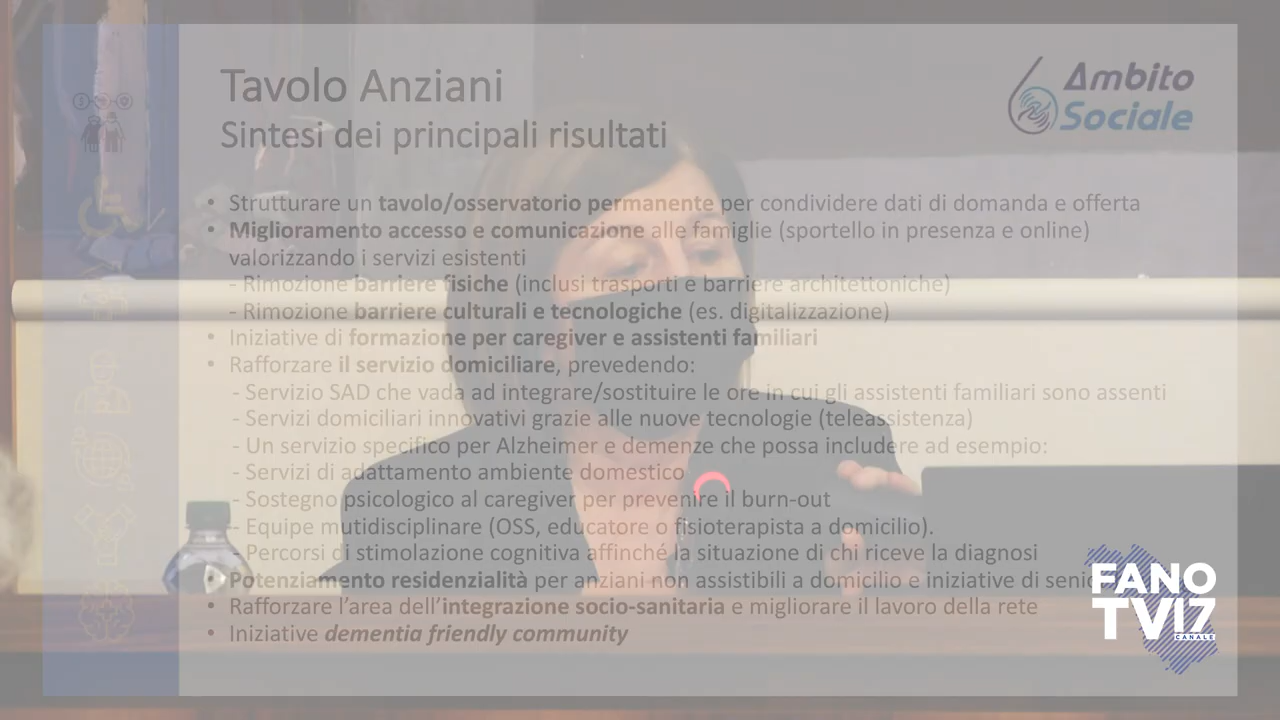 Tavolo Anziani
Sintesi dei principali risultati
6 Ambito
Sociale
• Strutturare un tavolo/osservatorio permanente per condividere dati di domanda e offerta
• Miglioramento accesso e comunicazione alle famiglie (sportello in presenza e online)
valorizzando i servizi esistenti
- Rimozione barriere fisiche (inclusi trasporti e barriere architettoniche)
- Rimozione barriere culturali e tecnologiche (es. digitalizzazione)
• Iniziative di formazione per caregiver e assistenti familiari
• Rafforzare il servizio domiciliare, prevedendo:
- Servizio SAD che vada ad integrare/sostituire le ore in cui gli assistenti familiari sono assenti
- Servizi domiciliari innovativi grazie alle nuove tecnologie (teleassistenza)
- Un servizio specifico per Alzheimer e demenze che possa includere ad esempio:
- Servizi di adattamento ambiente domestico
- Sostegno psicologico al caregiver per prevenire il burn-out
- Equipe mutidisciplinare (OSS, educatore o fisioterapista a domicilio).
- Percorsi di stimolazione cognitiva affinché la situazione di chi riceve la diagnosi
• Potenziamento residenzialità per anziani non assistibili a domicilio e iniziative di
• Rafforzare l'area dell'integrazione socio-sanitaria e migliorare il lavoro della rete
• Iniziative dementia friendly community
FANO
TV17
CANALE